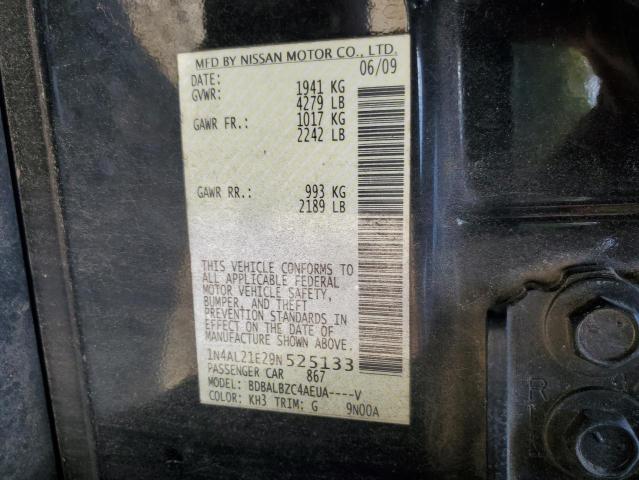 MFD BY NISSAN MOTOR CO., LTD.
DATE: 06/09
GVWR: 1941 KG
4279 LB
GAWR FR.: 1017 KG
2242 LB
GAWR RR.: 993 KG
2189 LB
THIS VEHICLE CONFORMS TO
ALL APPLICABLE FEDERAL
MOTOR VEHICLE SAFETY,
BUMPER, AND THEFT
PREVENTION STANDARDS IN
EFFECT ON THE DATE OF
MANUFACTURE SHOWN ABOVE.
1N4AL21E29N525133
PASSENGER CAR 867
MODEL: BDBALBZC4AEUA----V
COLOR: KH3 TRIM: G 9N00A